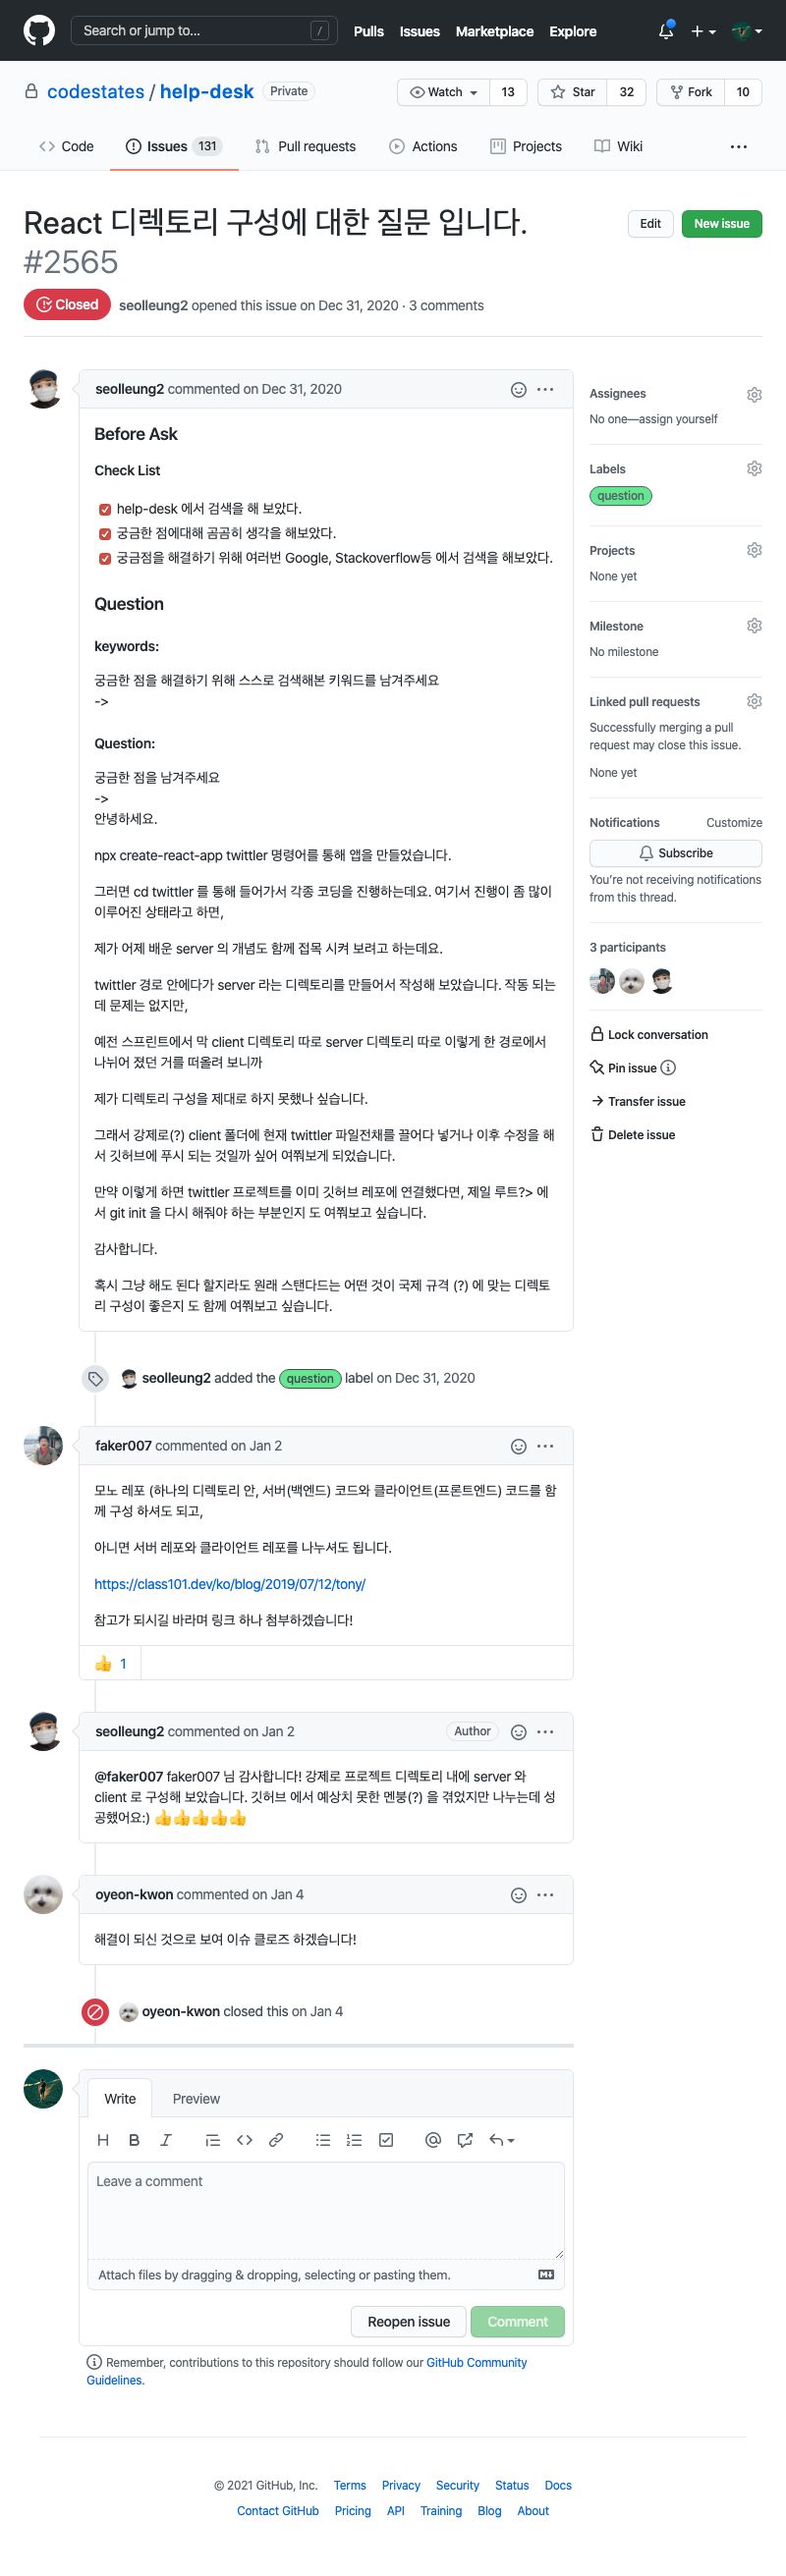 Search or jump to... /
Pulls Issues Marketplace Explore
codestates / help-desk Private
Watch 13 Star 32 Fork 10
Code Issues 131 Pull requests Actions Projects Wiki ...
React 디렉토리 구성에 대한 질문 입니다.
#2565
Edit New issue
Closed seolleung2 opened this issue on Dec 31, 2020 · 3 comments
seolleung2 commented on Dec 31, 2020
Before Ask
Check List
help-desk 에서 검색을 해 보았다.
궁금한 점에대해 곰곰히 생각을 해보았다.
궁금점을 해결하기 위해 여러번 Google, Stackoverflow등 에서 검색을 해보았다.
Question
keywords:
궁금한 점을 해결하기 위해 스스로 검색해본 키워드를 남겨주세요
->
Question:
궁금한 점을 남겨주세요
->
안녕하세요.
npx create-react-app twittler 명령어를 통해 앱을 만들었습니다.
그러면 cd twittler 를 통해 들어가서 각종 코딩을 진행하는데요. 여기서 진행이 좀 많이
이루어진 상태라고 하면,
제가 어제 배운 server 의 개념도 함께 접목 시켜 보려고 하는데요.
twittler 경로 안에다가 server 라는 디렉토리를 만들어서 작성해 보았습니다. 작동 되는
데 문제는 없지만,
예전 스프린트에서 막 client 디렉토리 따로 server 디렉토리 따로 이렇게 한 경로에서
나뉘어 졌던 거를 떠올려 보니까
제가 디렉토리 구성을 제대로 하지 못했나 싶습니다.
그래서 강제로(?) client 폴더에 현재 twittler 파일전채를 끌어다 넣거나 이후 수정을 해
서 깃허브에 푸시 되는 것일까 싶어 여쭤보게 되었습니다.
만약 이렇게 하면 twittler 프로젝트를 이미 깃허브 레포에 연결했다면, 제일 루트?> 에
서 git init 을 다시 해줘야 하는 부분인지 도 여쭤보고 싶습니다.
감사합니다.
혹시 그냥 해도 된다 할지라도 원래 스탠다드는 어떤 것이 국제 규격 (?) 에 맞는 디렉토
리 구성이 좋은지 도 함께 여쭤보고 싶습니다.
Assignees
No one—assign yourself
Labels
question
Projects
None yet
Milestone
No milestone
Linked pull requests
Successfully merging a pull
request may close this issue.
None yet
Notifications Customize
Subscribe
You're not receiving notifications
from this thread.
3 participants
Lock conversation
Pin issue
Transfer issue
Delete issue
seolleung2 added the question label on Dec 31, 2020
faker007 commented on Jan 2
모노 레포 (하나의 디렉토리 안, 서버(백엔드) 코드와 클라이언트(프론트엔드) 코드를 함
께 구성 하셔도 되고,
아니면 서버 레포와 클라이언트 레포를 나누셔도 됩니다.
https://class101.dev/ko/blog/2019/07/12/tony/
참고가 되시길 바라며 링크 하나 첨부하겠습니다!
👍 1
seolleung2 commented on Jan 2 Author
@faker007 faker007 님 감사합니다! 강제로 프로젝트 디렉토리 내에 server 와
client 로 구성해 보았습니다. 깃허브 에서 예상치 못한 멘붕(?) 을 겪었지만 나누는데 성
공했어요:) 👍👍👍👍👍
oyeon-kwon commented on Jan 4
해결이 되신 것으로 보여 이슈 클로즈 하겠습니다!
oyeon-kwon closed this on Jan 4
Write Preview
Leave a comment
Attach files by dragging & dropping, selecting or pasting them.
Reopen issue Comment
Remember, contributions to this repository should follow our GitHub Community
Guidelines.
© 2021 GitHub, Inc. Terms Privacy Security Status Docs
Contact GitHub Pricing API Training Blog About